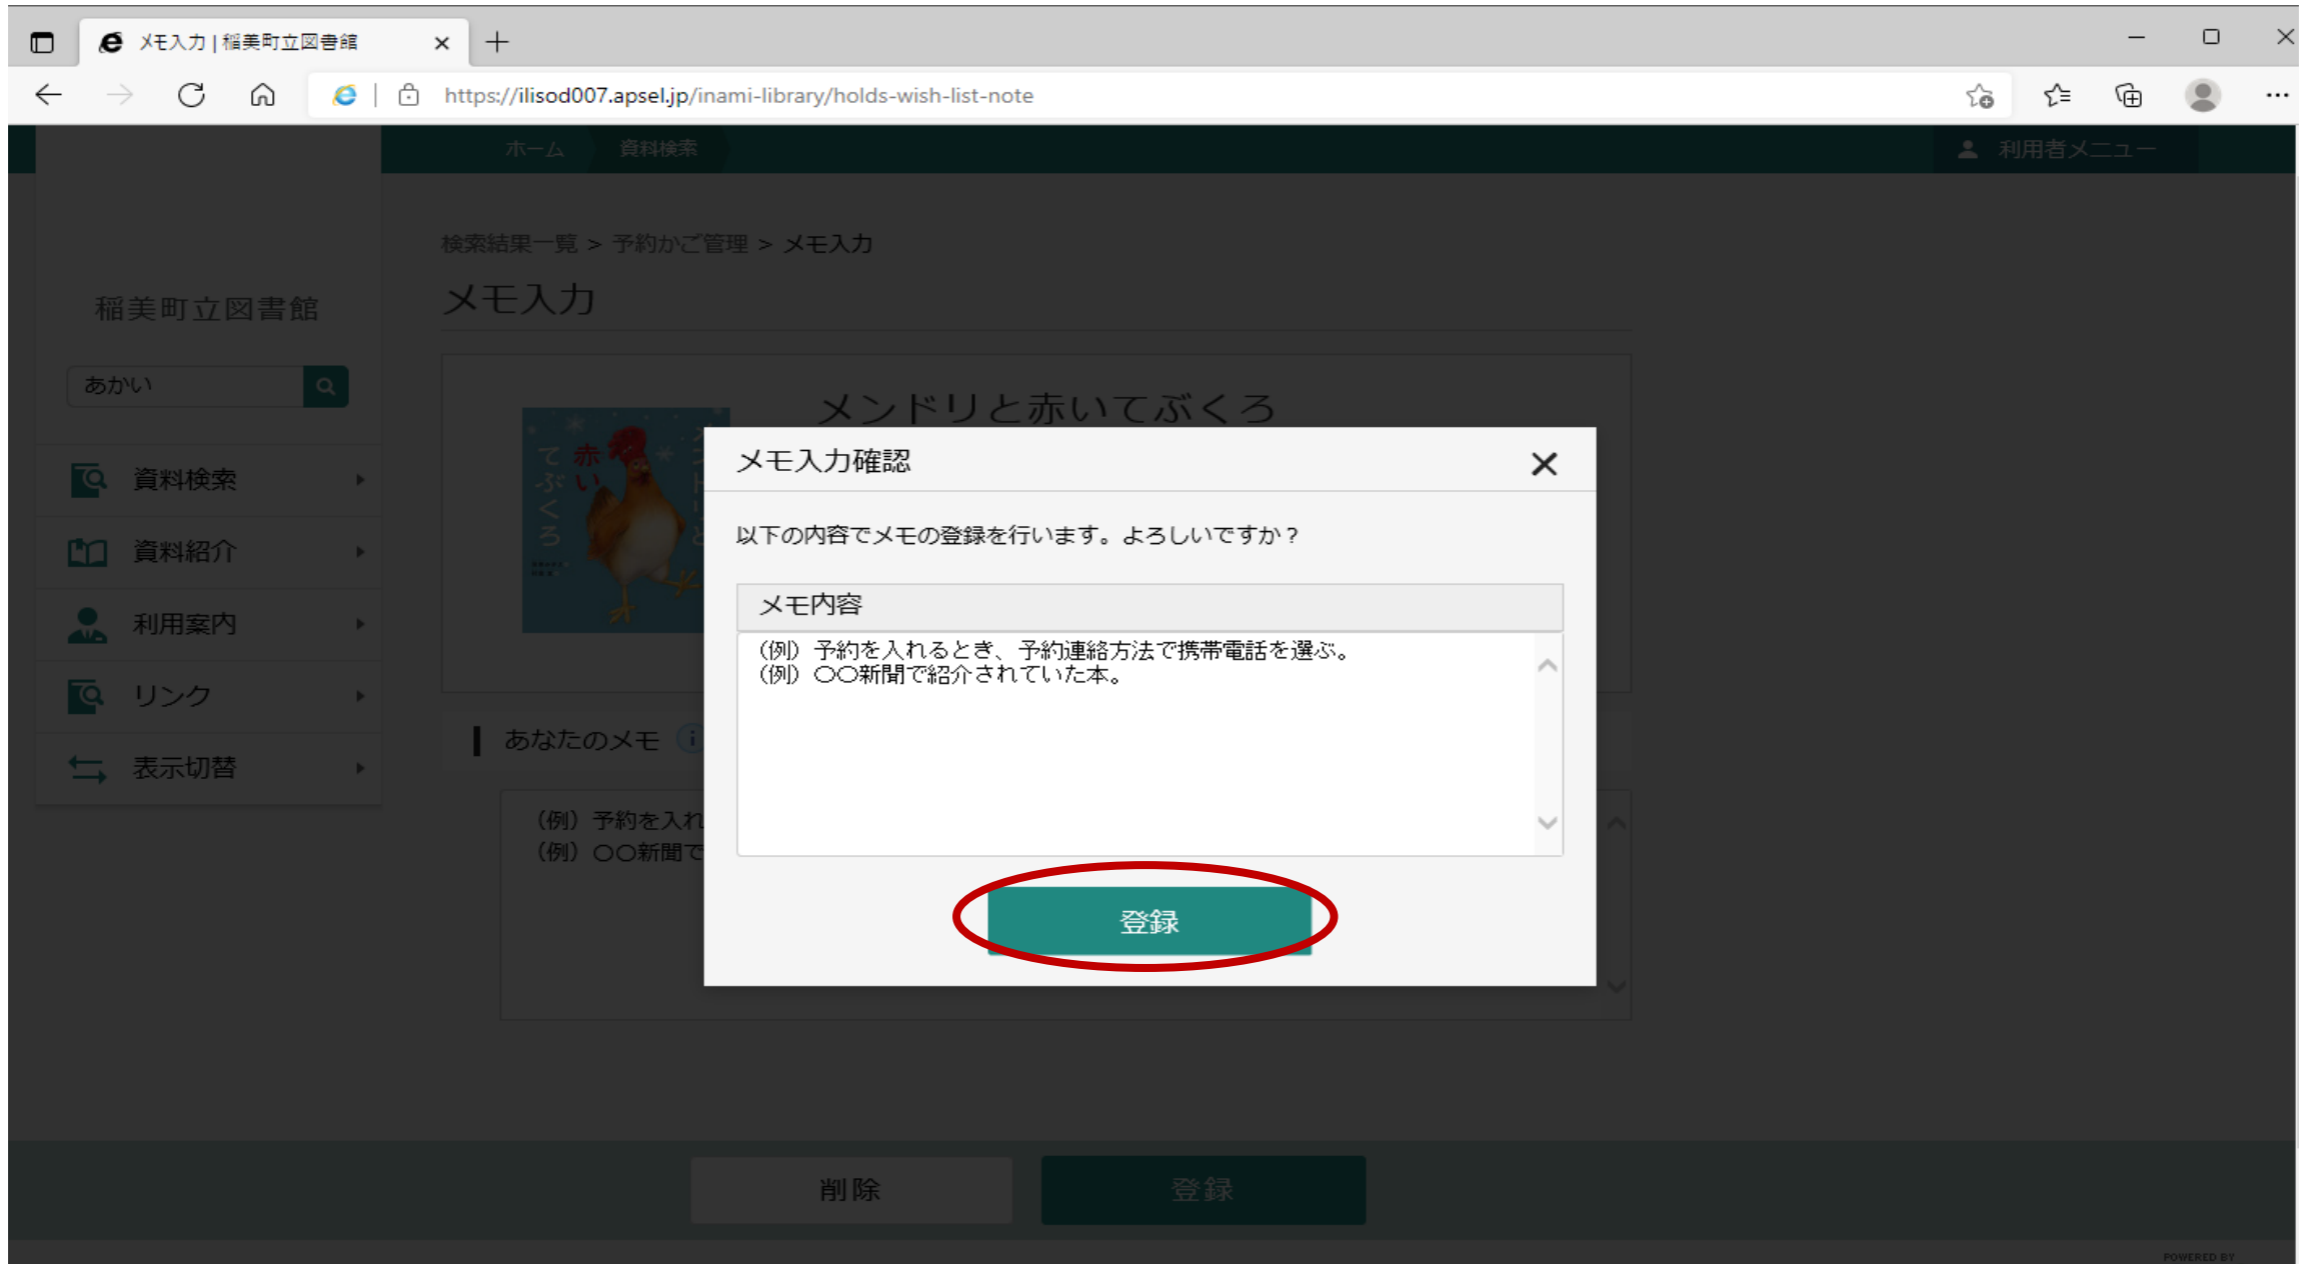 メモ入力 | 稲美町立図書館
https://ilisod007.apsel.jp/inami-library/holds-wish-list-note
ホーム 資料検索 利用者メニュー
検索結果一覧 > 予約かご管理 > メモ入力
メモ入力
稲美町立図書館
あかい
資料検索
資料紹介
利用案内
リンク
表示切替
メンドリと赤いてぶくろ
赤い
てぶくろ
メモ入力確認
以下の内容でメモの登録を行います。よろしいですか？
メモ内容
（例）予約を入れるとき、予約連絡方法で携帯電話を選ぶ。
（例）〇〇新聞で紹介されていた本。
登録
あなたのメモ
（例）予約を入れ
（例）〇〇新聞で
削除
登録
POWERED BY